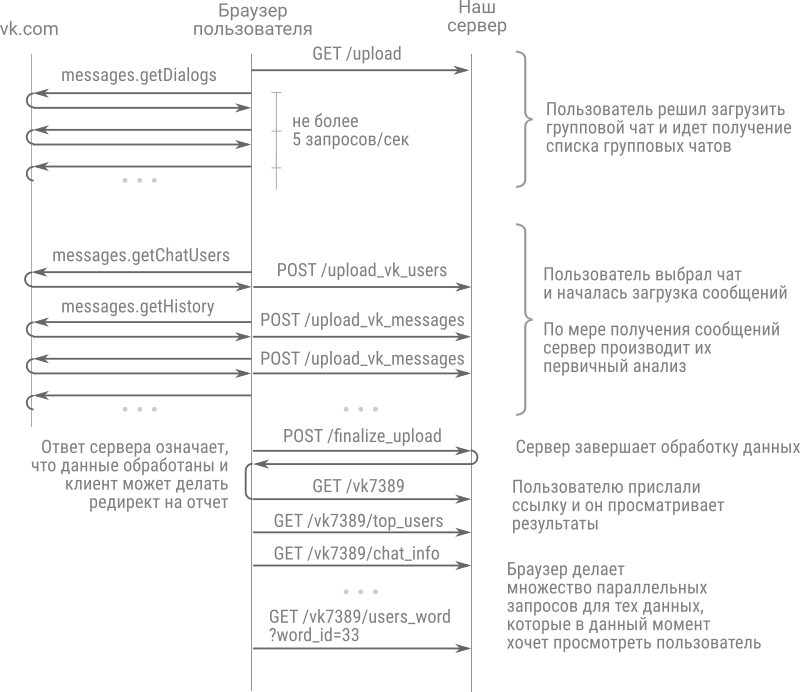 vk.com
Браузер
пользователя
Наш
сервер
GET /upload
messages.getDialogs
не более
5 запросов/сек
Пользователь решил загрузить
групповой чат и идет получение
списка групповых чатов
messages.getChatUsers
POST /upload_vk_users
Пользователь выбрал чат
и началась загрузка сообщений
messages.getHistory
POST /upload_vk_messages
По мере получения сообщений
сервер производит их
первичный анализ
POST /upload_vk_messages
POST /finalize_upload
Ответ сервера означает,
что данные обработаны и
клиент может делать
редирект на отчет
Сервер завершает обработку данных
GET /vk7389
Пользователю прислали
ссылку и он просматривает
результаты
GET /vk7389/top_users
GET /vk7389/chat_info
Браузер делает
множество параллельных
запросов для тех данных,
которые в данный момент
хочет просмотреть пользователь
GET /vk7389/users_word
?word_id=33